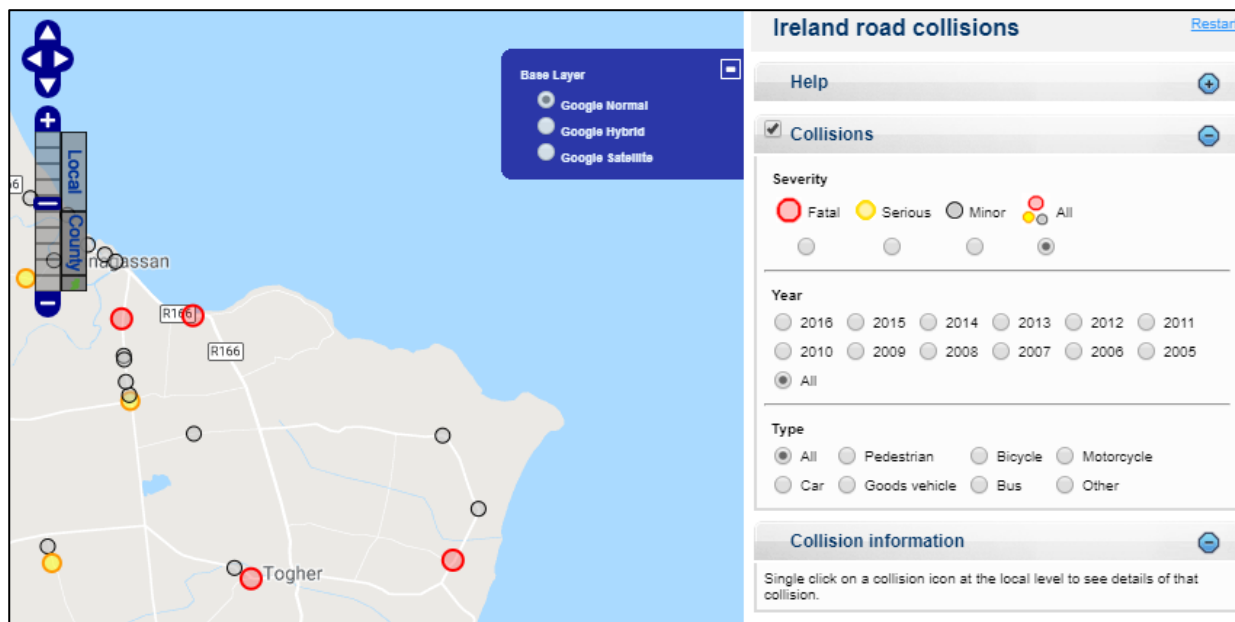 66
Local
County
nagassan
R166
R166
Togher
Base Layer
Google Normal
Google Hybrid
Google Satellite
Ireland road collisions
Restart
Help
Collisions
Severity
Fatal Serious Minor All
Year
2016 2015 2014 2013 2012 2011
2010 2009 2008 2007 2006 2005
All
Type
All Pedestrian Bicycle Motorcycle
Car Goods vehicle Bus Other
Collision information
Single click on a collision icon at the local level to see details of that
collision.